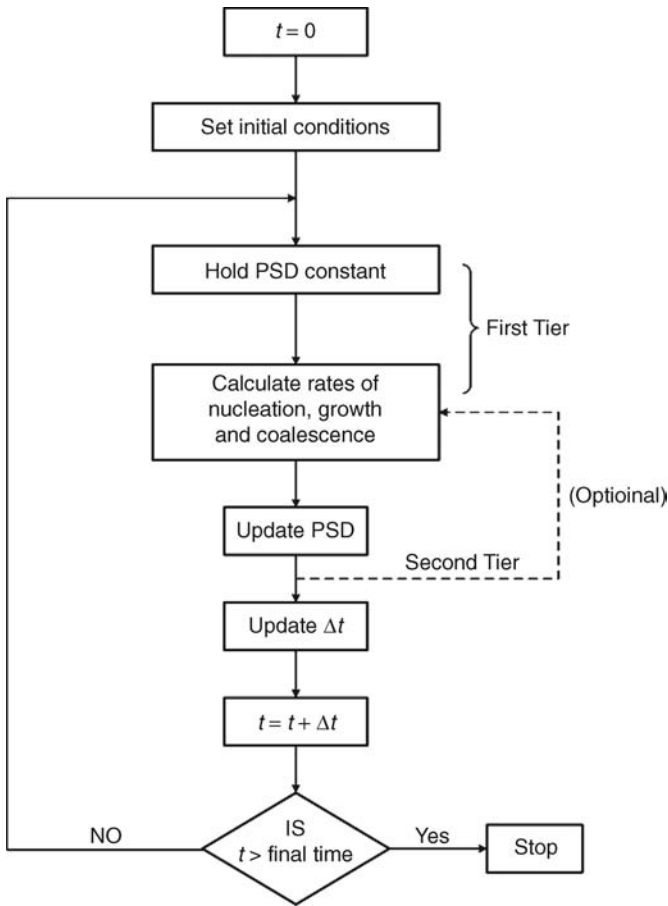 t = 0
Set initial conditions
Hold PSD constant
First Tier
Calculate rates of
nucleation, growth
and coalescence
(Optioinal)
Update PSD
Second Tier
Update Δt
t = t + Δt
IS
t > final time
NO
Yes
Stop